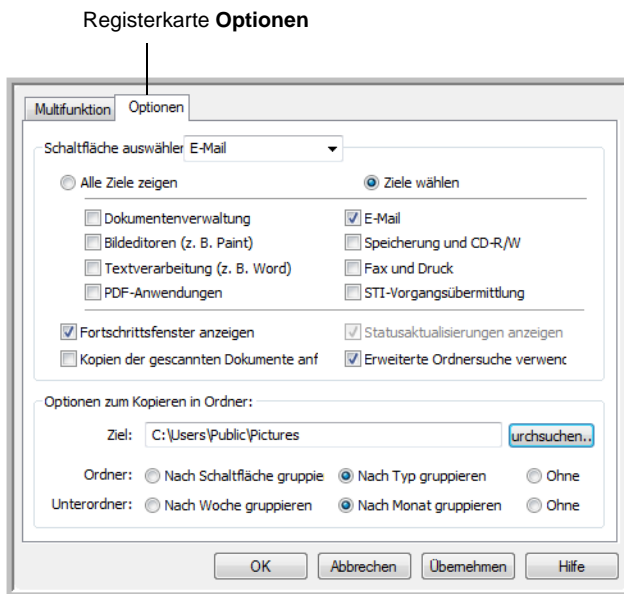 Registerkarte Optionen
Multifunktion Optionen
Schaltfläche auswähler E-Mail
Alle Ziele zeigen Ziele wählen
Dokumentenverwaltung E-Mail
Bildeditoren (z. B. Paint) Speicherung und CD-R/W
Textverarbeitung (z. B. Word) Fax und Druck
PDF-Anwendungen STI-Vorgangsübermittlung
Fortschrittsfenster anzeigen Statusaktualisierungen anzeigen
Kopien der gescannten Dokumente anf Erweiterte Ordnersuche verwenc
Optionen zum Kopieren in Ordner:
Ziel: C:\Users\Public\Pictures urchsuchen..
Ordner: Nach Schaltfläche gruppie Nach Typ gruppieren Ohne
Unterordner: Nach Woche gruppieren Nach Monat gruppieren Ohne
OK Abbrechen Übernehmen Hilfe